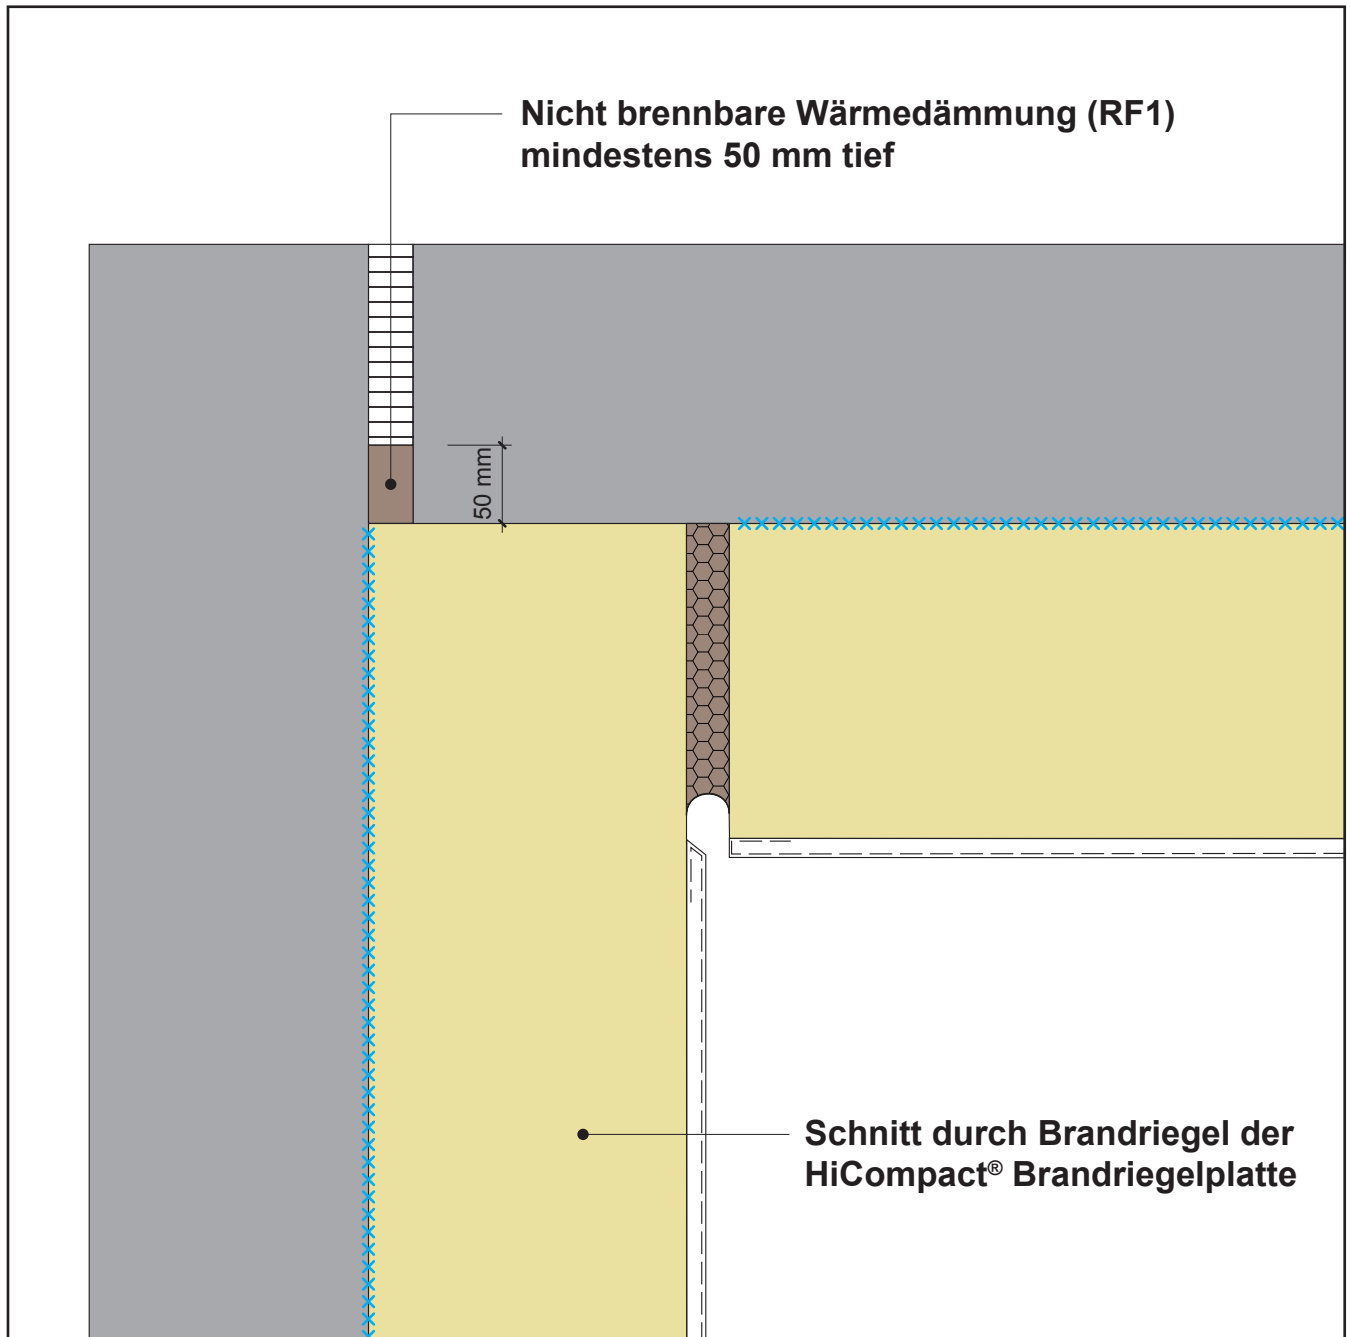 Nicht brennbare Wärmedämmung (RF1)
mindestens 50 mm tief
50 mm
Schnitt durch Brandriegel der
HiCompact® Brandriegelplatte